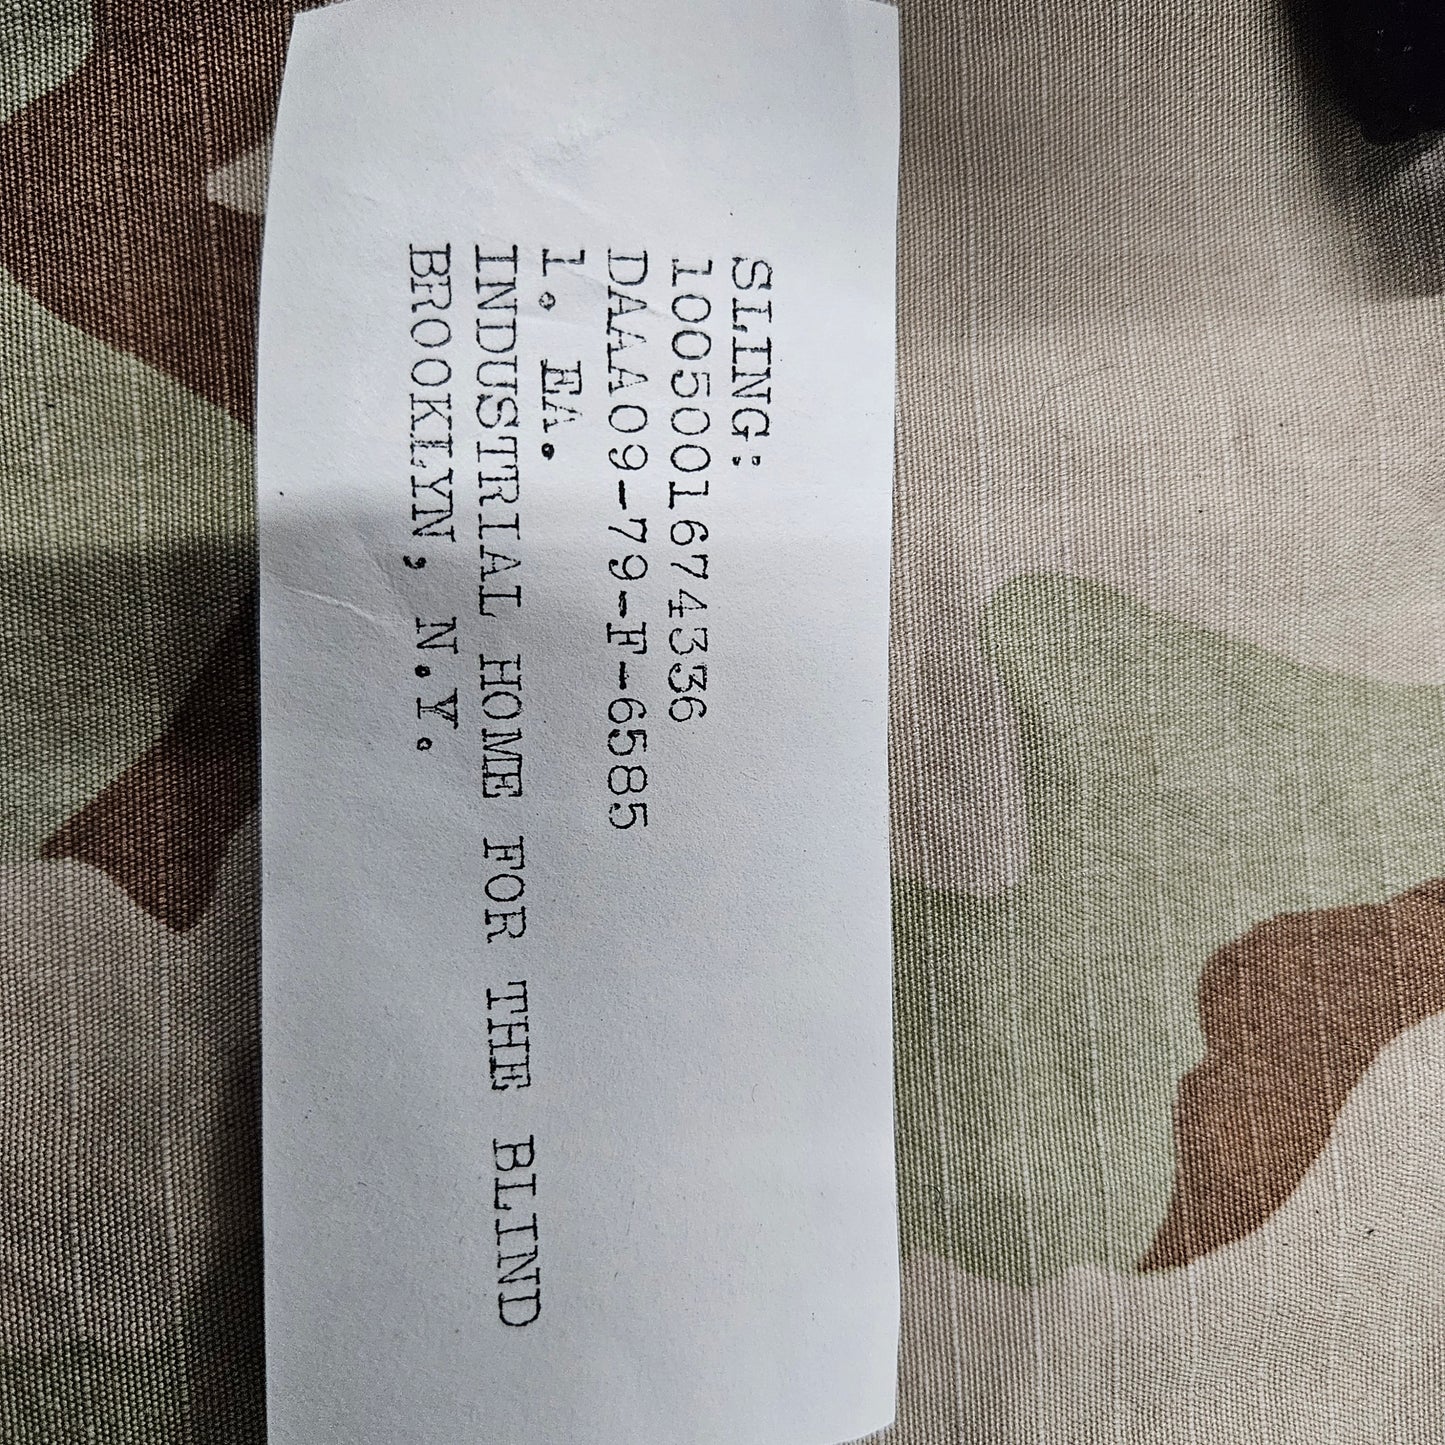 SLING:
1005001674336
DAAA09-79-F-6585
1. EA.
INDUSTRIAL HOME FOR THE BLIND
BROOKLYN, N.Y.